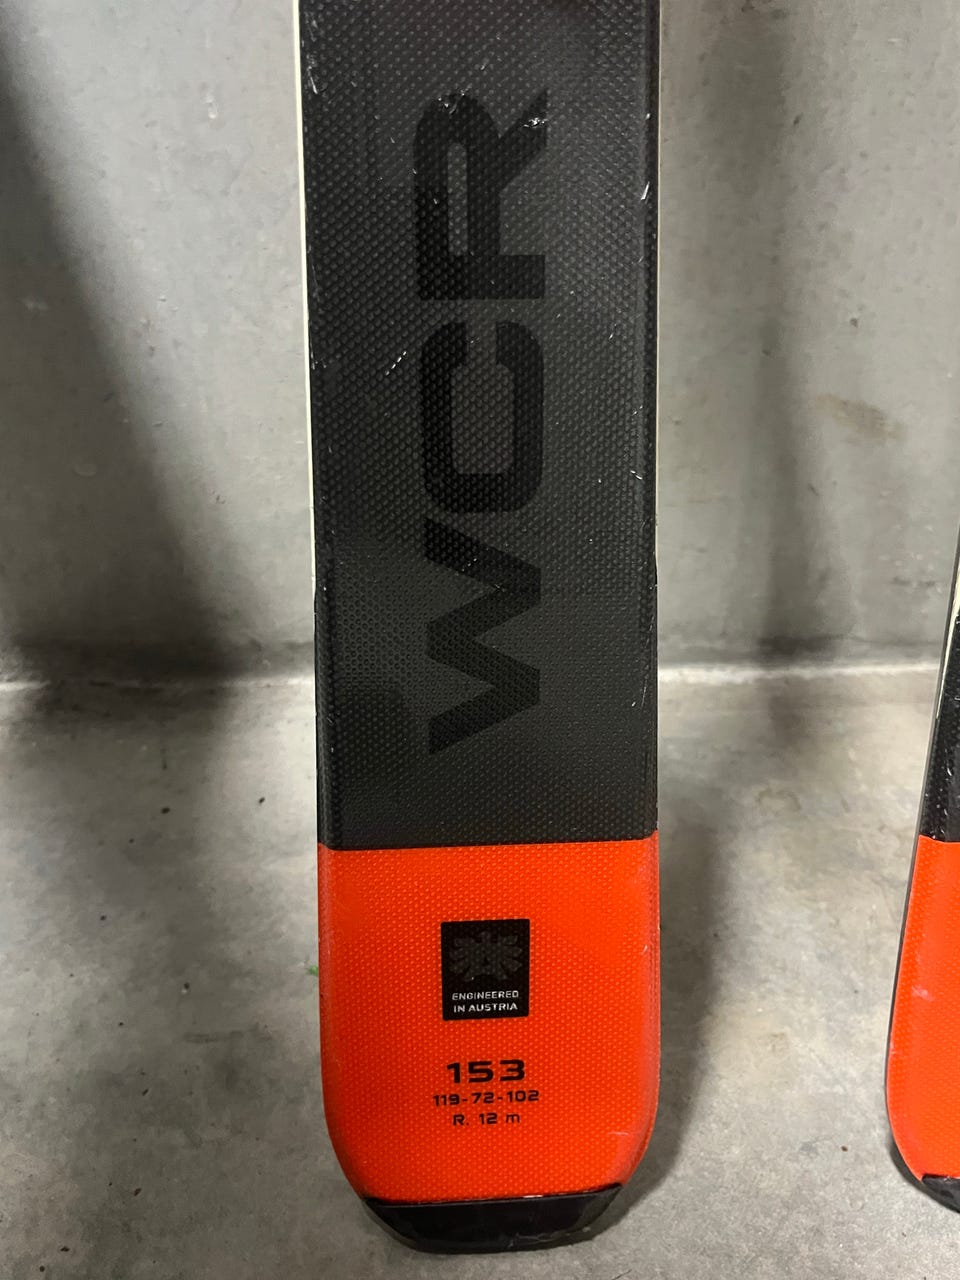 WCR
ENGINEERED
IN AUSTRIA
153
119-72-102
R. 12 m